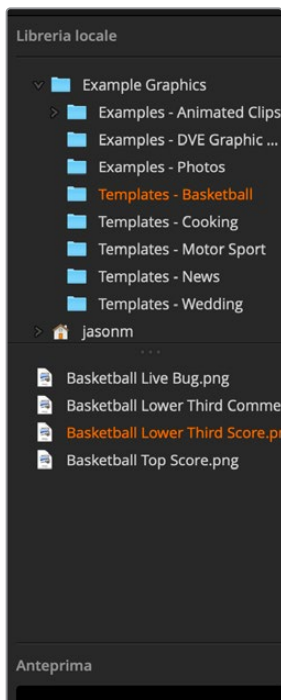 Libreria locale
Example Graphics
Examples - Animated Clips
Examples - DVE Graphic ...
Examples - Photos
Templates - Basketball
Templates - Cooking
Templates - Motor Sport
Templates - News
Templates - Wedding
jasonm
...
Basketball Live Bug.png
Basketball Lower Third Comme
Basketball Lower Third Score.pn
Basketball Top Score.png
Anteprima